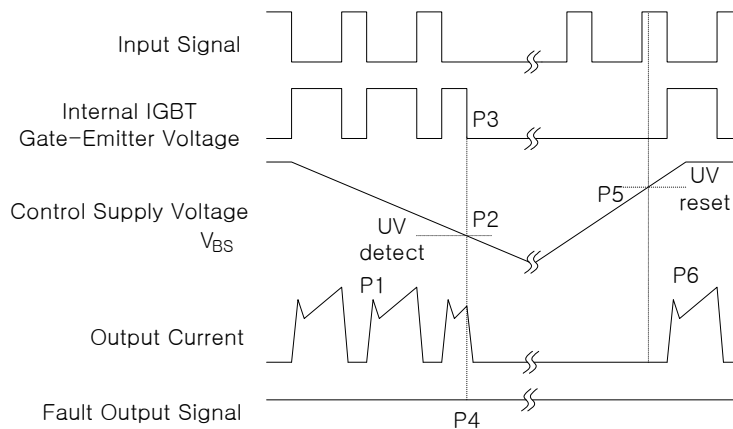 Input Signal
Internal IGBT
Gate-Emitter Voltage
P3
Control Supply Voltage
VBS
UV
detect
P2
P5
UV
reset
P1
P6
Output Current
Fault Output Signal
P4